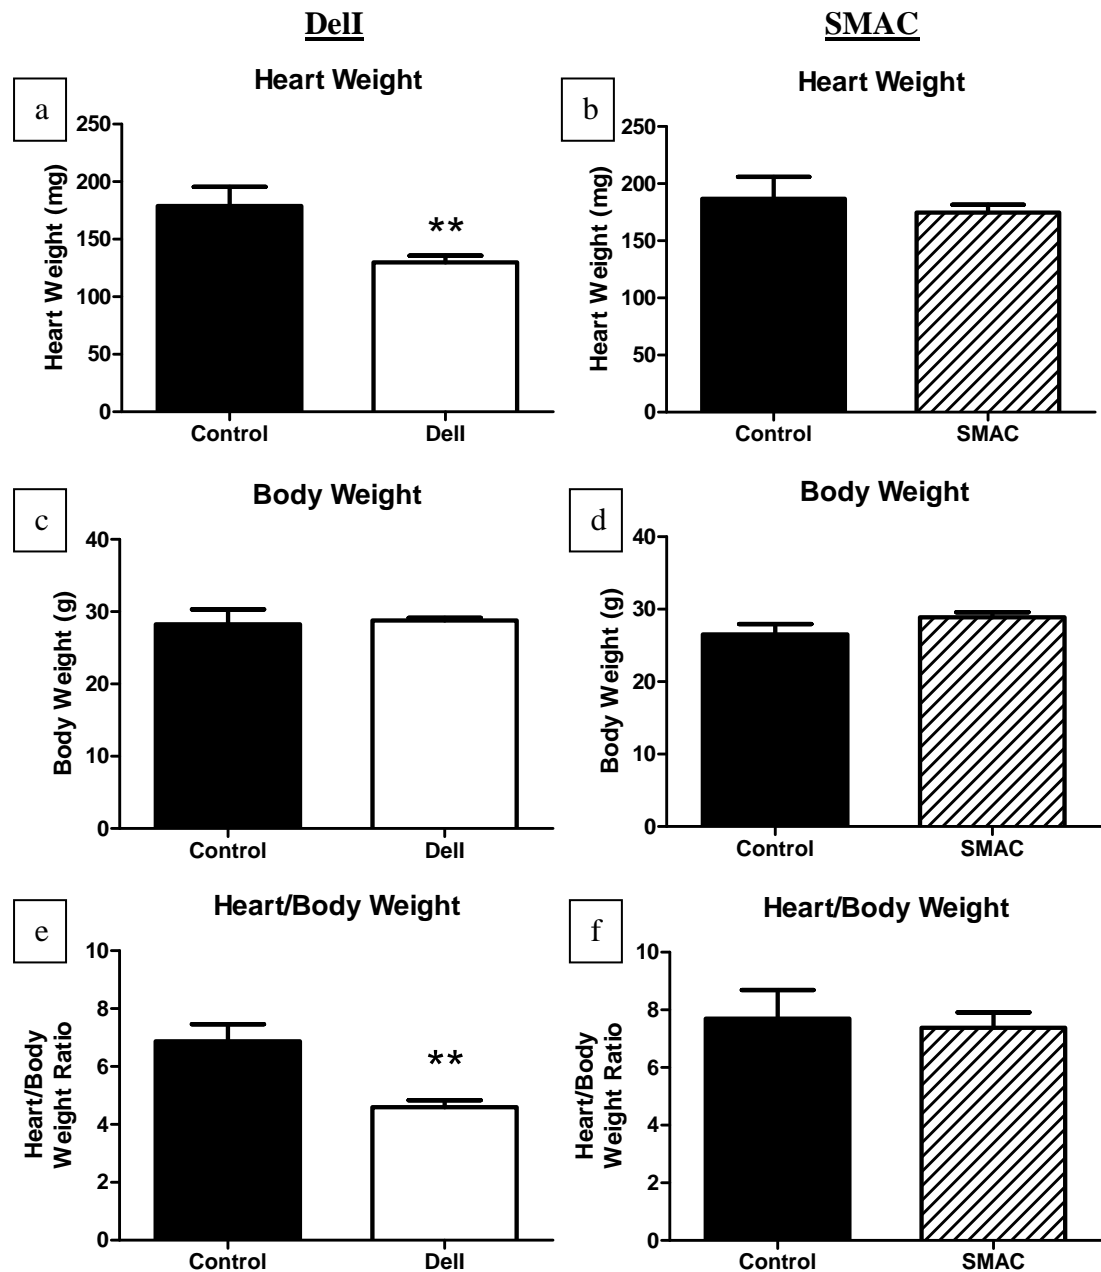 DelI
SMAC
a
Heart Weight
Heart Weight (mg)
250
200
150
100
50
0
**
Control
DelI
b
Heart Weight
Heart Weight (mg)
250
200
150
100
50
0
Control
SMAC
c
Body Weight
Body Weight (g)
40
30
20
10
0
Control
DelI
d
Body Weight
Body Weight (g)
40
30
20
10
0
Control
SMAC
e
Heart/Body Weight
Heart/Body
Weight Ratio
10
8
6
4
2
0
**
Control
DelI
f
Heart/Body Weight
Heart/Body
Weight Ratio
10
8
6
4
2
0
Control
SMAC